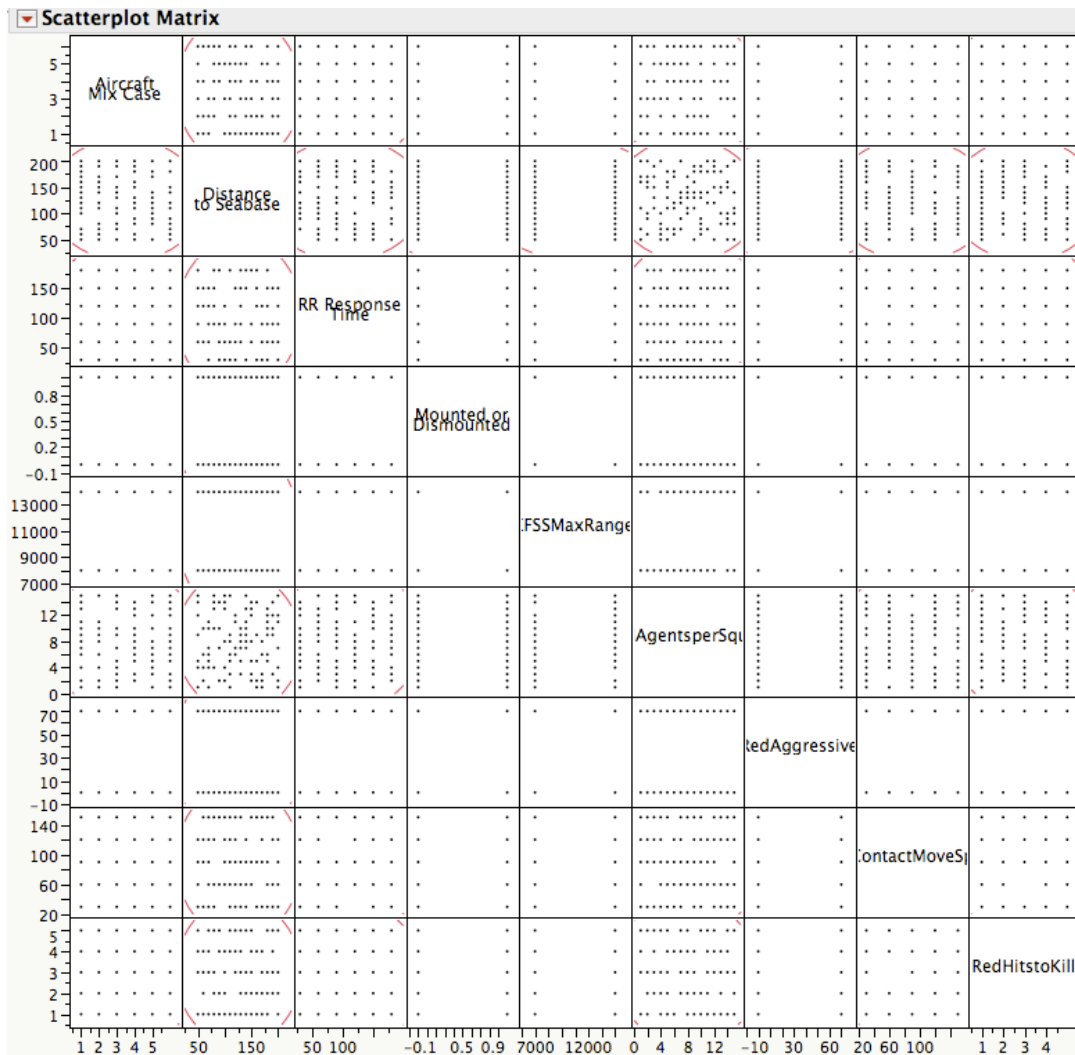 Scatterplot Matrix
5
3
1
Aircraft
Mix Case
200
150
100
50
Distance
to Seabase
150
100
50
RR Response
Time
0.8
0.5
0.2
-0.1
Mounted or
Dismounted
13000
11000
9000
7000
FSSMaxRange
12
8
4
0
AgentsperSqu
70
50
30
10
-10
RedAggressive
140
100
60
20
ContactMoveSp
5
4
3
2
1
RedHitstoKill
1 2 3 4 5 50 150 50 100 -0.1 0.5 0.9 7000 12000 0 4 8 12 -10 30 60 20 60 100 1 2 3 4